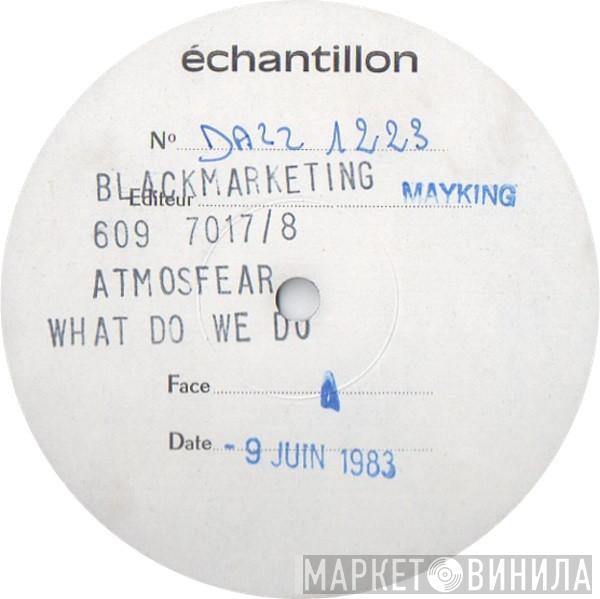 échantillon
Nº DAZZ 1223
BLACKMARKETING
Editeur MAYKING
609 7017/8
ATMOSFEAR
WHAT DO WE DO
Face A
Date - 9 JUIN 1983
МАРКЕТ ВИНИЛА